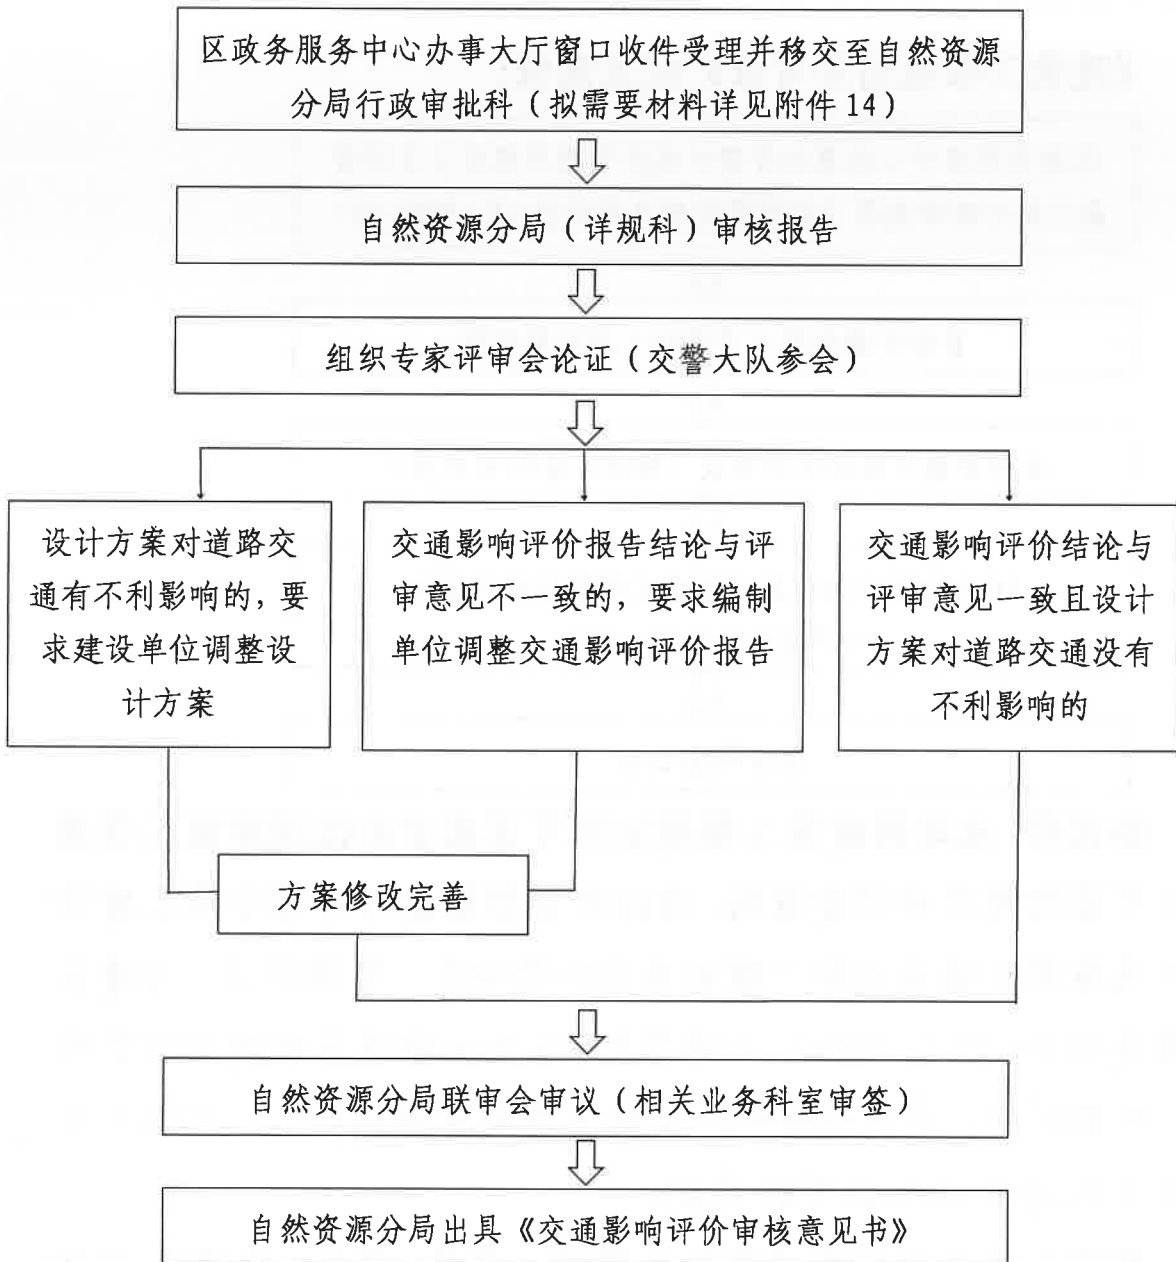 区政务服务中心办事大厅窗口收件受理并移交至自然资源
分局行政审批科（拟需要材料详见附件14）
自然资源分局（详规科）审核报告
组织专家评审会论证（交警大队参会）
设计方案对道路交
通有不利影响的，要
求建设单位调整设
计方案
交通影响评价报告结论与评
审意见不一致的，要求编制
单位调整交通影响评价报告
交通影响评价结论与
评审意见一致且设计
方案对道路交通没有
不利影响的
方案修改完善
自然资源分局联审会审议（相关业务科室审签）
自然资源分局出具《交通影响评价审核意见书》